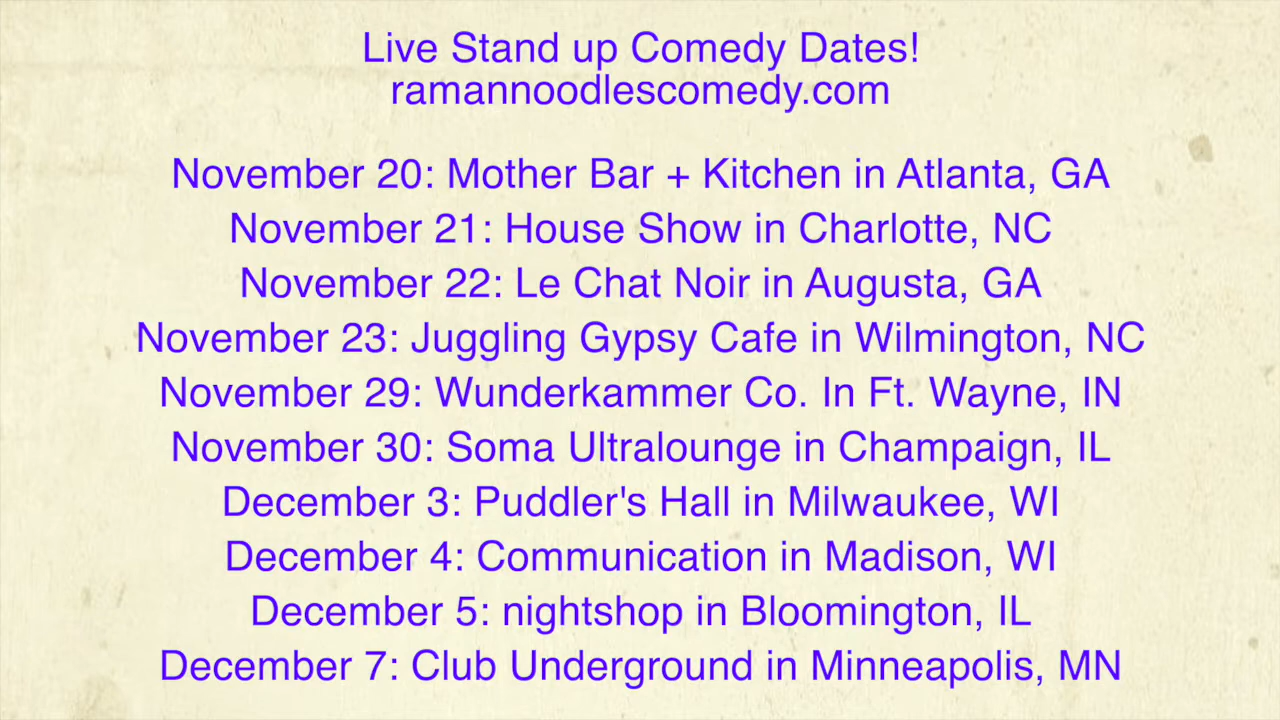 Live Stand up Comedy Dates!
ramannoodlescomedy.com
November 20: Mother Bar + Kitchen in Atlanta, GA
November 21: House Show in Charlotte, NC
November 22: Le Chat Noir in Augusta, GA
November 23: Juggling Gypsy Cafe in Wilmington, NC
November 29: Wunderkammer Co. In Ft. Wayne, IN
November 30: Soma Ultralounge in Champaign, IL
December 3: Puddler's Hall in Milwaukee, WI
December 4: Communication in Madison, WI
December 5: nightshop in Bloomington, IL
December 7: Club Underground in Minneapolis, MN